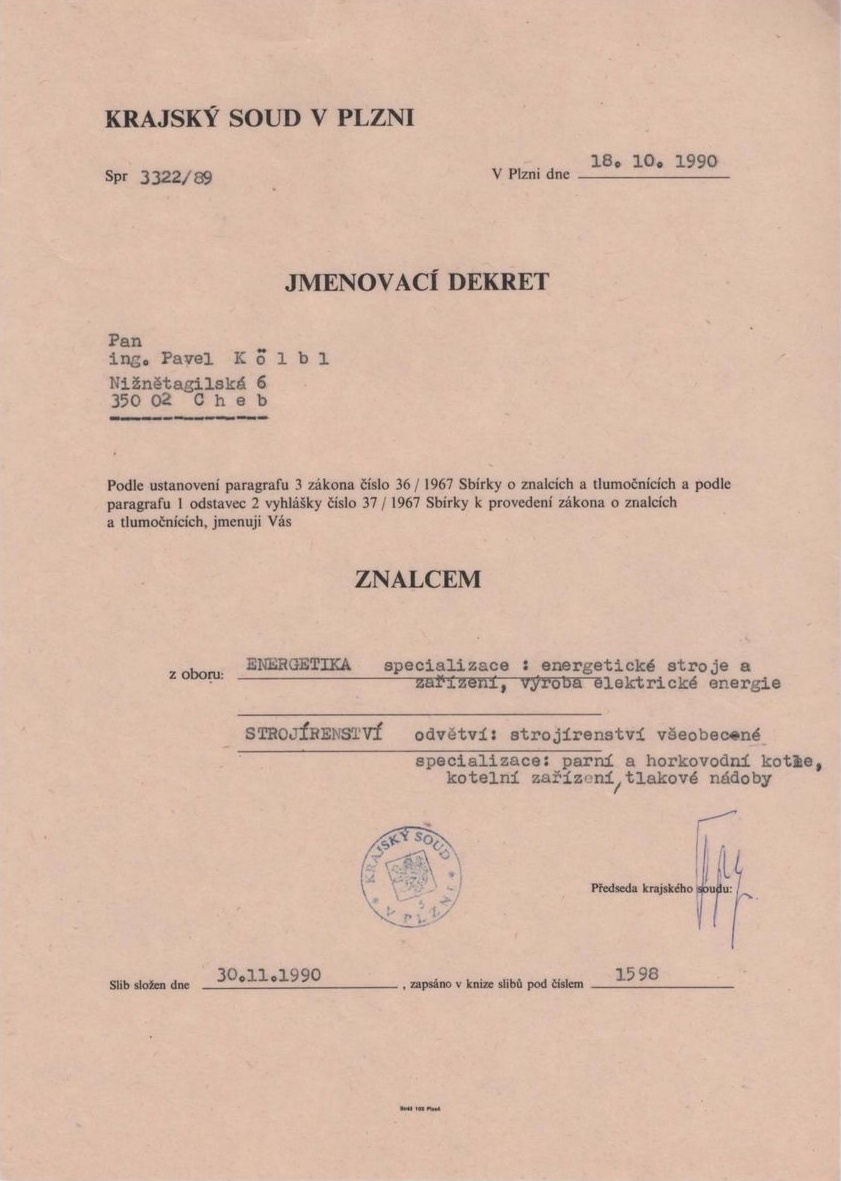 KRAJSKÝ SOUD V PLZNI
Spr 3322/89
V Plzni dne 18. 10. 1990
JMENOVACÍ DEKRET
Pan
ing. Pavel K ö l b l
Nižnětagilská 6
350 02 C h e b
Podle ustanovení paragrafu 3 zákona číslo 36 / 1967 Sbírky o znalcích a tlumočnících a podle
paragrafu 1 odstavec 2 vyhlášky číslo 37 / 1967 Sbírky k provedení zákona o znalcích
a tlumočnících, jmenuji Vás
ZNALCEM
z oboru: ENERGETIKA specializace : energetické stroje a
zařízení, výroba elektrické energie
STROJÍRENSTVÍ odvětví: strojírenství všeobecené
specializace: parní a horkovodní kotle,
kotelní zařízení, tlakové nádoby
KRAJSKÝ SOUD
V PLZNI
5
Předseda krajského soudu:
Slib složen dne 30.11.1990 , zapsáno v knize slibů pod číslem 1598